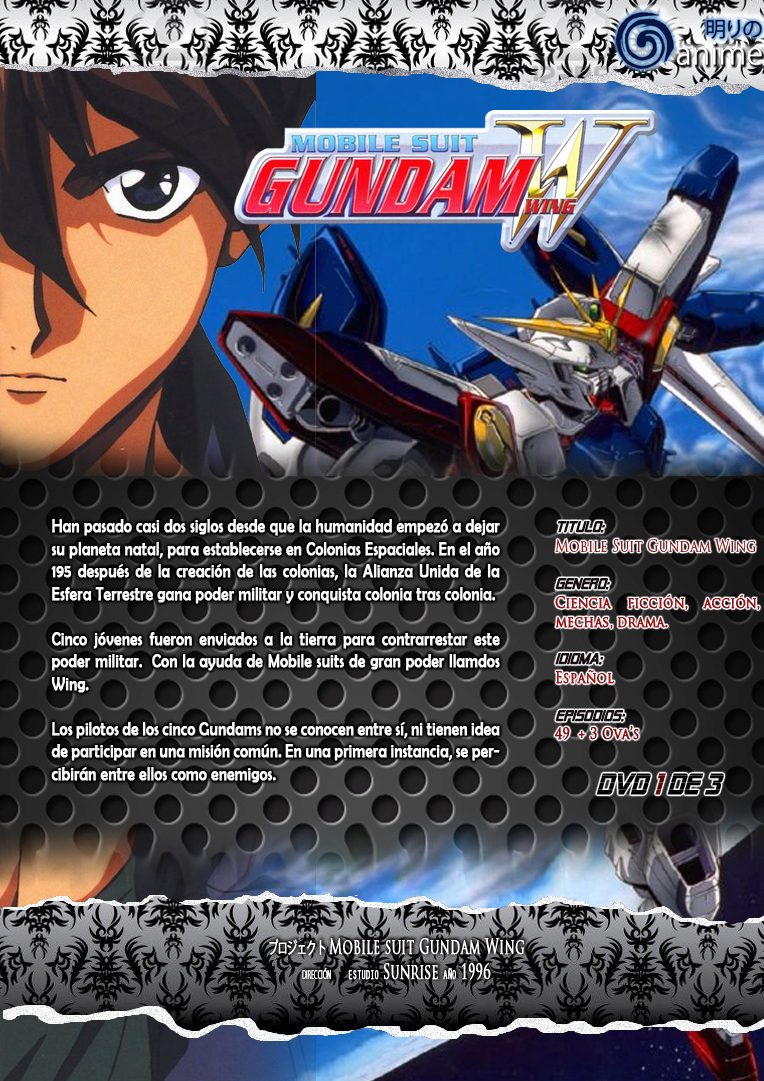 明りの
anime
MOBILE SUIT
GUNDAM W
WING
Han pasado casi dos siglos desde que la humanidad empezó a dejar
su planeta natal, para establecerse en Colonias Espaciales. En el año
195 después de la creación de las colonias, la Alianza Unida de la
Esfera Terrestre gana poder militar y conquista colonia tras colonia.
Cinco jóvenes fueron enviados a la tierra para contrarrestar este
poder militar. Con la ayuda de Mobile suits de gran poder llamdos
Wing.
Los pilotos de los cinco Gundams no se conocen entre sí, ni tienen idea
de participar en una misión común. En una primera instancia, se per-
cibirán entre ellos como enemigos.
TITULO:
Mobile Suit Gundam Wing
GENERO:
Ciencia ficción, acción,
mechas, drama.
IDIOMA:
Español
EPISODIOS:
49 + 3 Ova's
DVD 1 DE 3
プロジェクト Mobile suit Gundam Wing
dirección estudio Sunrise año 1996